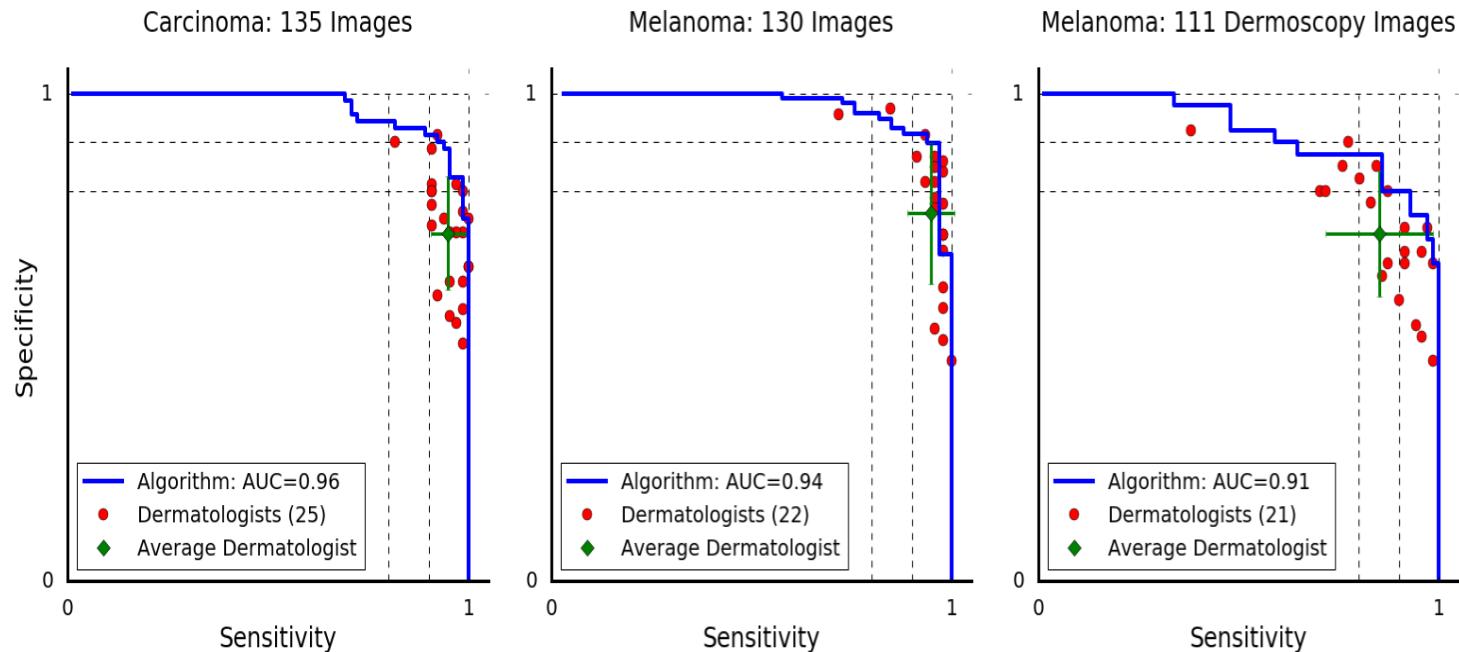 Carcinoma: 135 Images
1
Specificity
Algorithm: AUC=0.96
Dermatologists (25)
Average Dermatologist
0
0
1
Sensitivity
Melanoma: 130 Images
1
Algorithm: AUC=0.94
Dermatologists (22)
Average Dermatologist
0
0
1
Sensitivity
Melanoma: 111 Dermoscopy Images
1
Algorithm: AUC=0.91
Dermatologists (21)
Average Dermatologist
0
0
1
Sensitivity